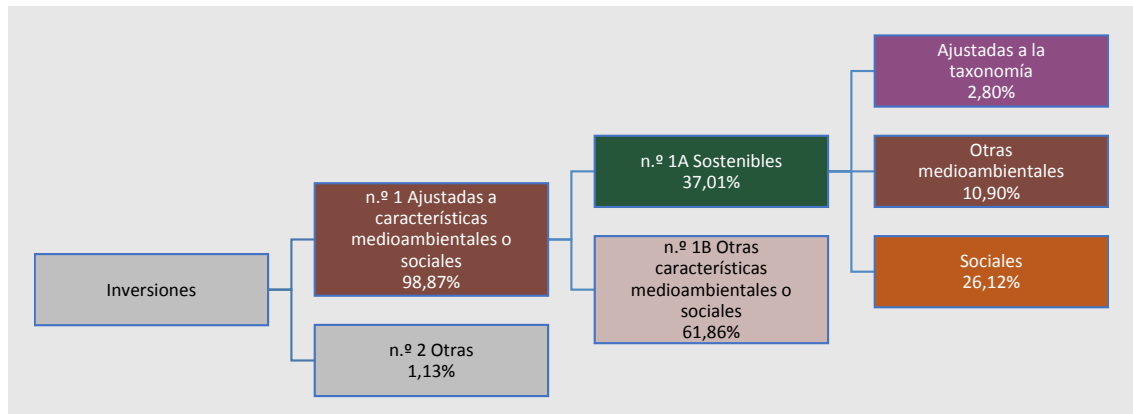 Inversiones
n.º 1 Ajustadas a
características
medioambientales o
sociales
98,87%
n.º 2 Otras
1,13%
n.º 1A Sostenibles
37,01%
n.º 1B Otras
características
medioambientales o
sociales
61,86%
Ajustadas a la
taxonomía
2,80%
Otras
medioambientales
10,90%
Sociales
26,12%